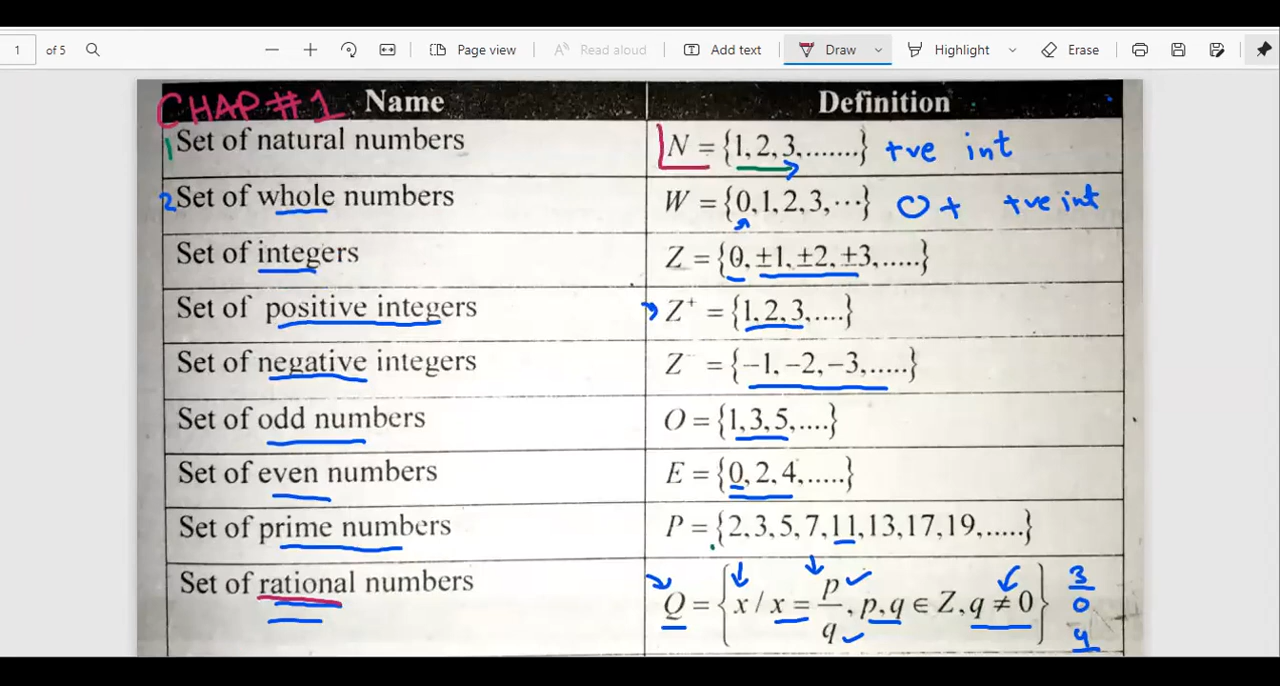 1 of 5 Page view Read aloud Add text Draw Highlight Erase
CHAP#1 Name Definition
1 Set of natural numbers N = {1, 2, 3, .......} +ve int
2 Set of whole numbers W = {0, 1, 2, 3, ⋯} 0 + +ve int
Set of integers Z = {0, ±1, ±2, ±3, .....}
Set of positive integers Z⁺ = {1, 2, 3, ....}
Set of negative integers Z⁻ = {−1, −2, −3, .....}
Set of odd numbers O = {1, 3, 5, ....}
Set of even numbers E = {0, 2, 4, .....}
Set of prime numbers P = {2, 3, 5, 7, 11, 13, 17, 19, .....}
Set of rational numbers Q = {x / x = p/q, p, q ∈ Z, q ≠ 0} 3
0